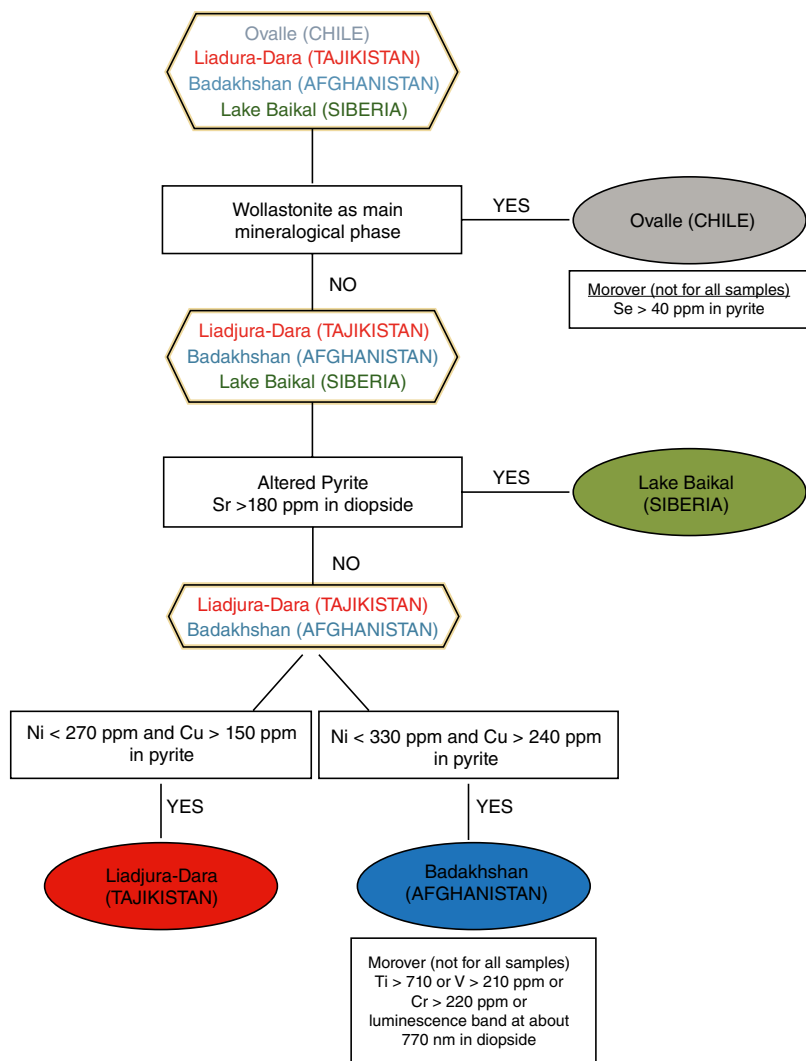 Ovalle (CHILE)
Liadura-Dara (TAJIKISTAN)
Badakhshan (AFGHANISTAN)
Lake Baikal (SIBERIA)
Wollastonite as main
mineralogical phase
YES
Ovalle (CHILE)
Morover (not for all samples)
Se > 40 ppm in pyrite
NO
Liadjura-Dara (TAJIKISTAN)
Badakhshan (AFGHANISTAN)
Lake Baikal (SIBERIA)
Altered Pyrite
Sr >180 ppm in diopside
YES
Lake Baikal
(SIBERIA)
NO
Liadjura-Dara (TAJIKISTAN)
Badakhshan (AFGHANISTAN)
Ni < 270 ppm and Cu > 150 ppm
in pyrite
Ni < 330 ppm and Cu > 240 ppm
in pyrite
YES
YES
Liadjura-Dara
(TAJIKISTAN)
Badakhshan
(AFGHANISTAN)
Morover (not for all samples)
Ti > 710 or V > 210 ppm or
Cr > 220 ppm or
luminescence band at about
770 nm in diopside